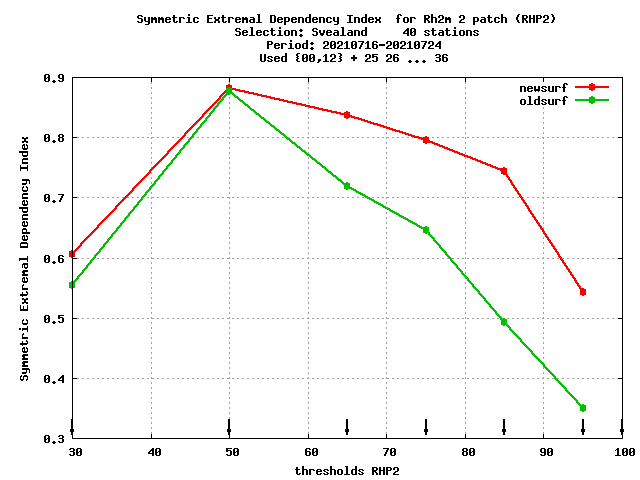 Symmetric Extremal Dependency Index  for Rh2m 2 patch (RHP2)
Selection: Svealand     40 stations
Period: 20210716-20210724
Used {00,12} + 25 26 ... 36
newsurf
oldsurf
0.9
0.8
0.7
0.6
0.5
0.4
0.3
Symmetric Extremal Dependency Index
30 40 50 60 70 80 90 100
thresholds RHP2